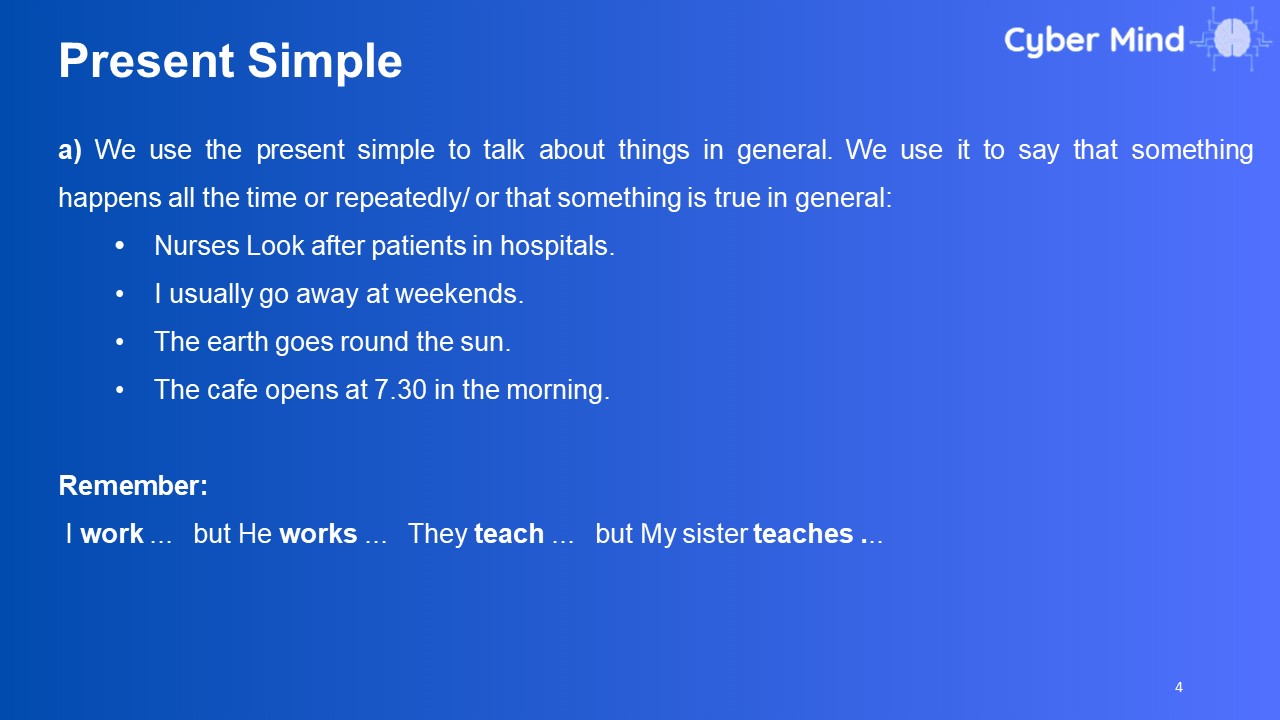 Present Simple
Cyber Mind
a) We use the present simple to talk about things in general. We use it to say that something
happens all the time or repeatedly/ or that something is true in general:
• Nurses Look after patients in hospitals.
• I usually go away at weekends.
• The earth goes round the sun.
• The cafe opens at 7.30 in the morning.
Remember:
I work ... but He works ... They teach ... but My sister teaches ...
4